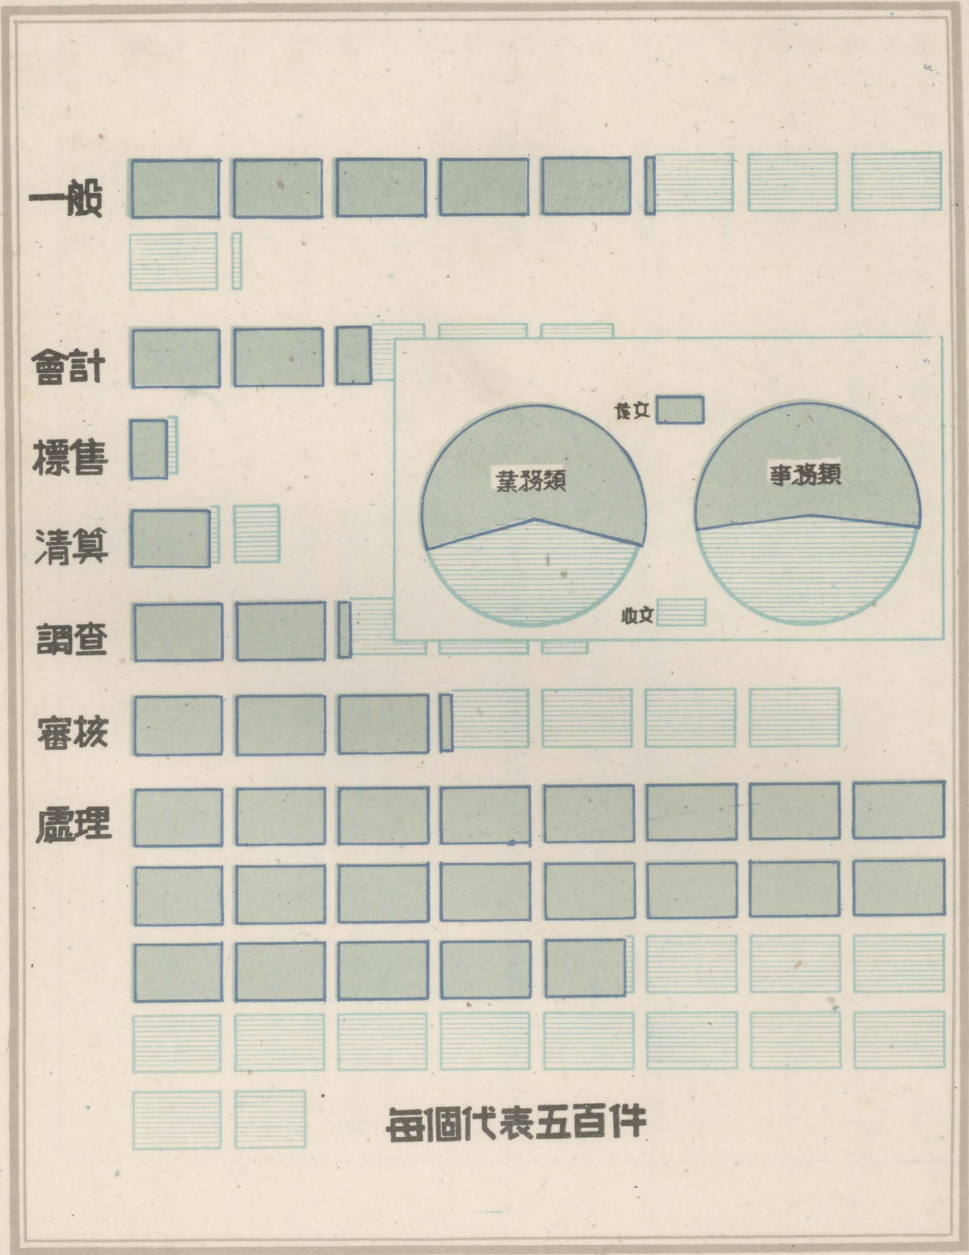 一般
會計
發文
業務類
事務類
標售
清算
收文
調查
審核
處理
每個代表五百件